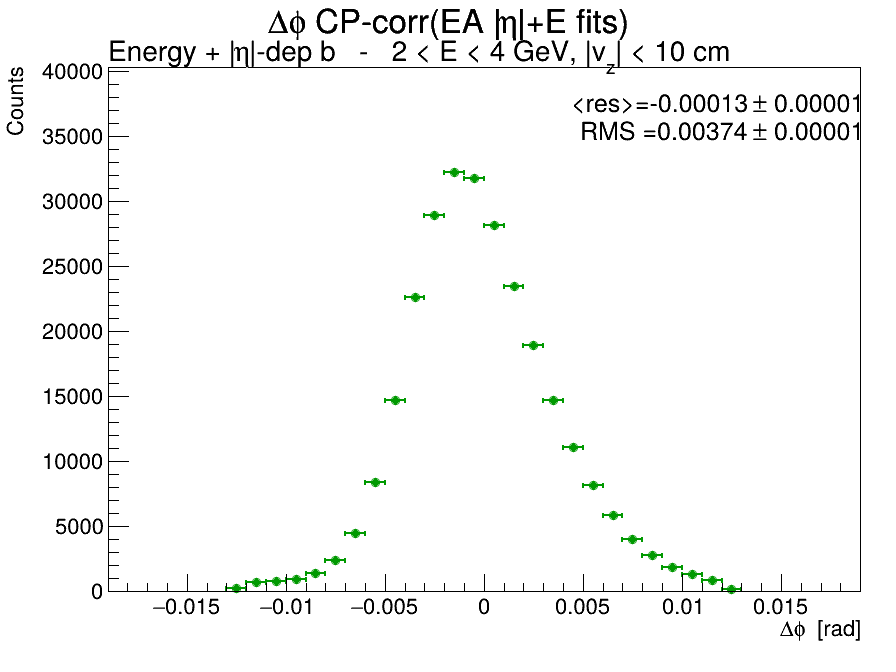 Δϕ CP-corr(EA |η|+E fits)
Energy + |η|-dep b - 2 < E < 4 GeV, |v_z| < 10 cm
<res>=-0.00013 ± 0.00001
RMS =0.00374 ± 0.00001
Counts
40000
35000
30000
25000
20000
15000
10000
5000
0
−0.015 −0.01 −0.005 0 0.005 0.01 0.015
Δϕ [rad]